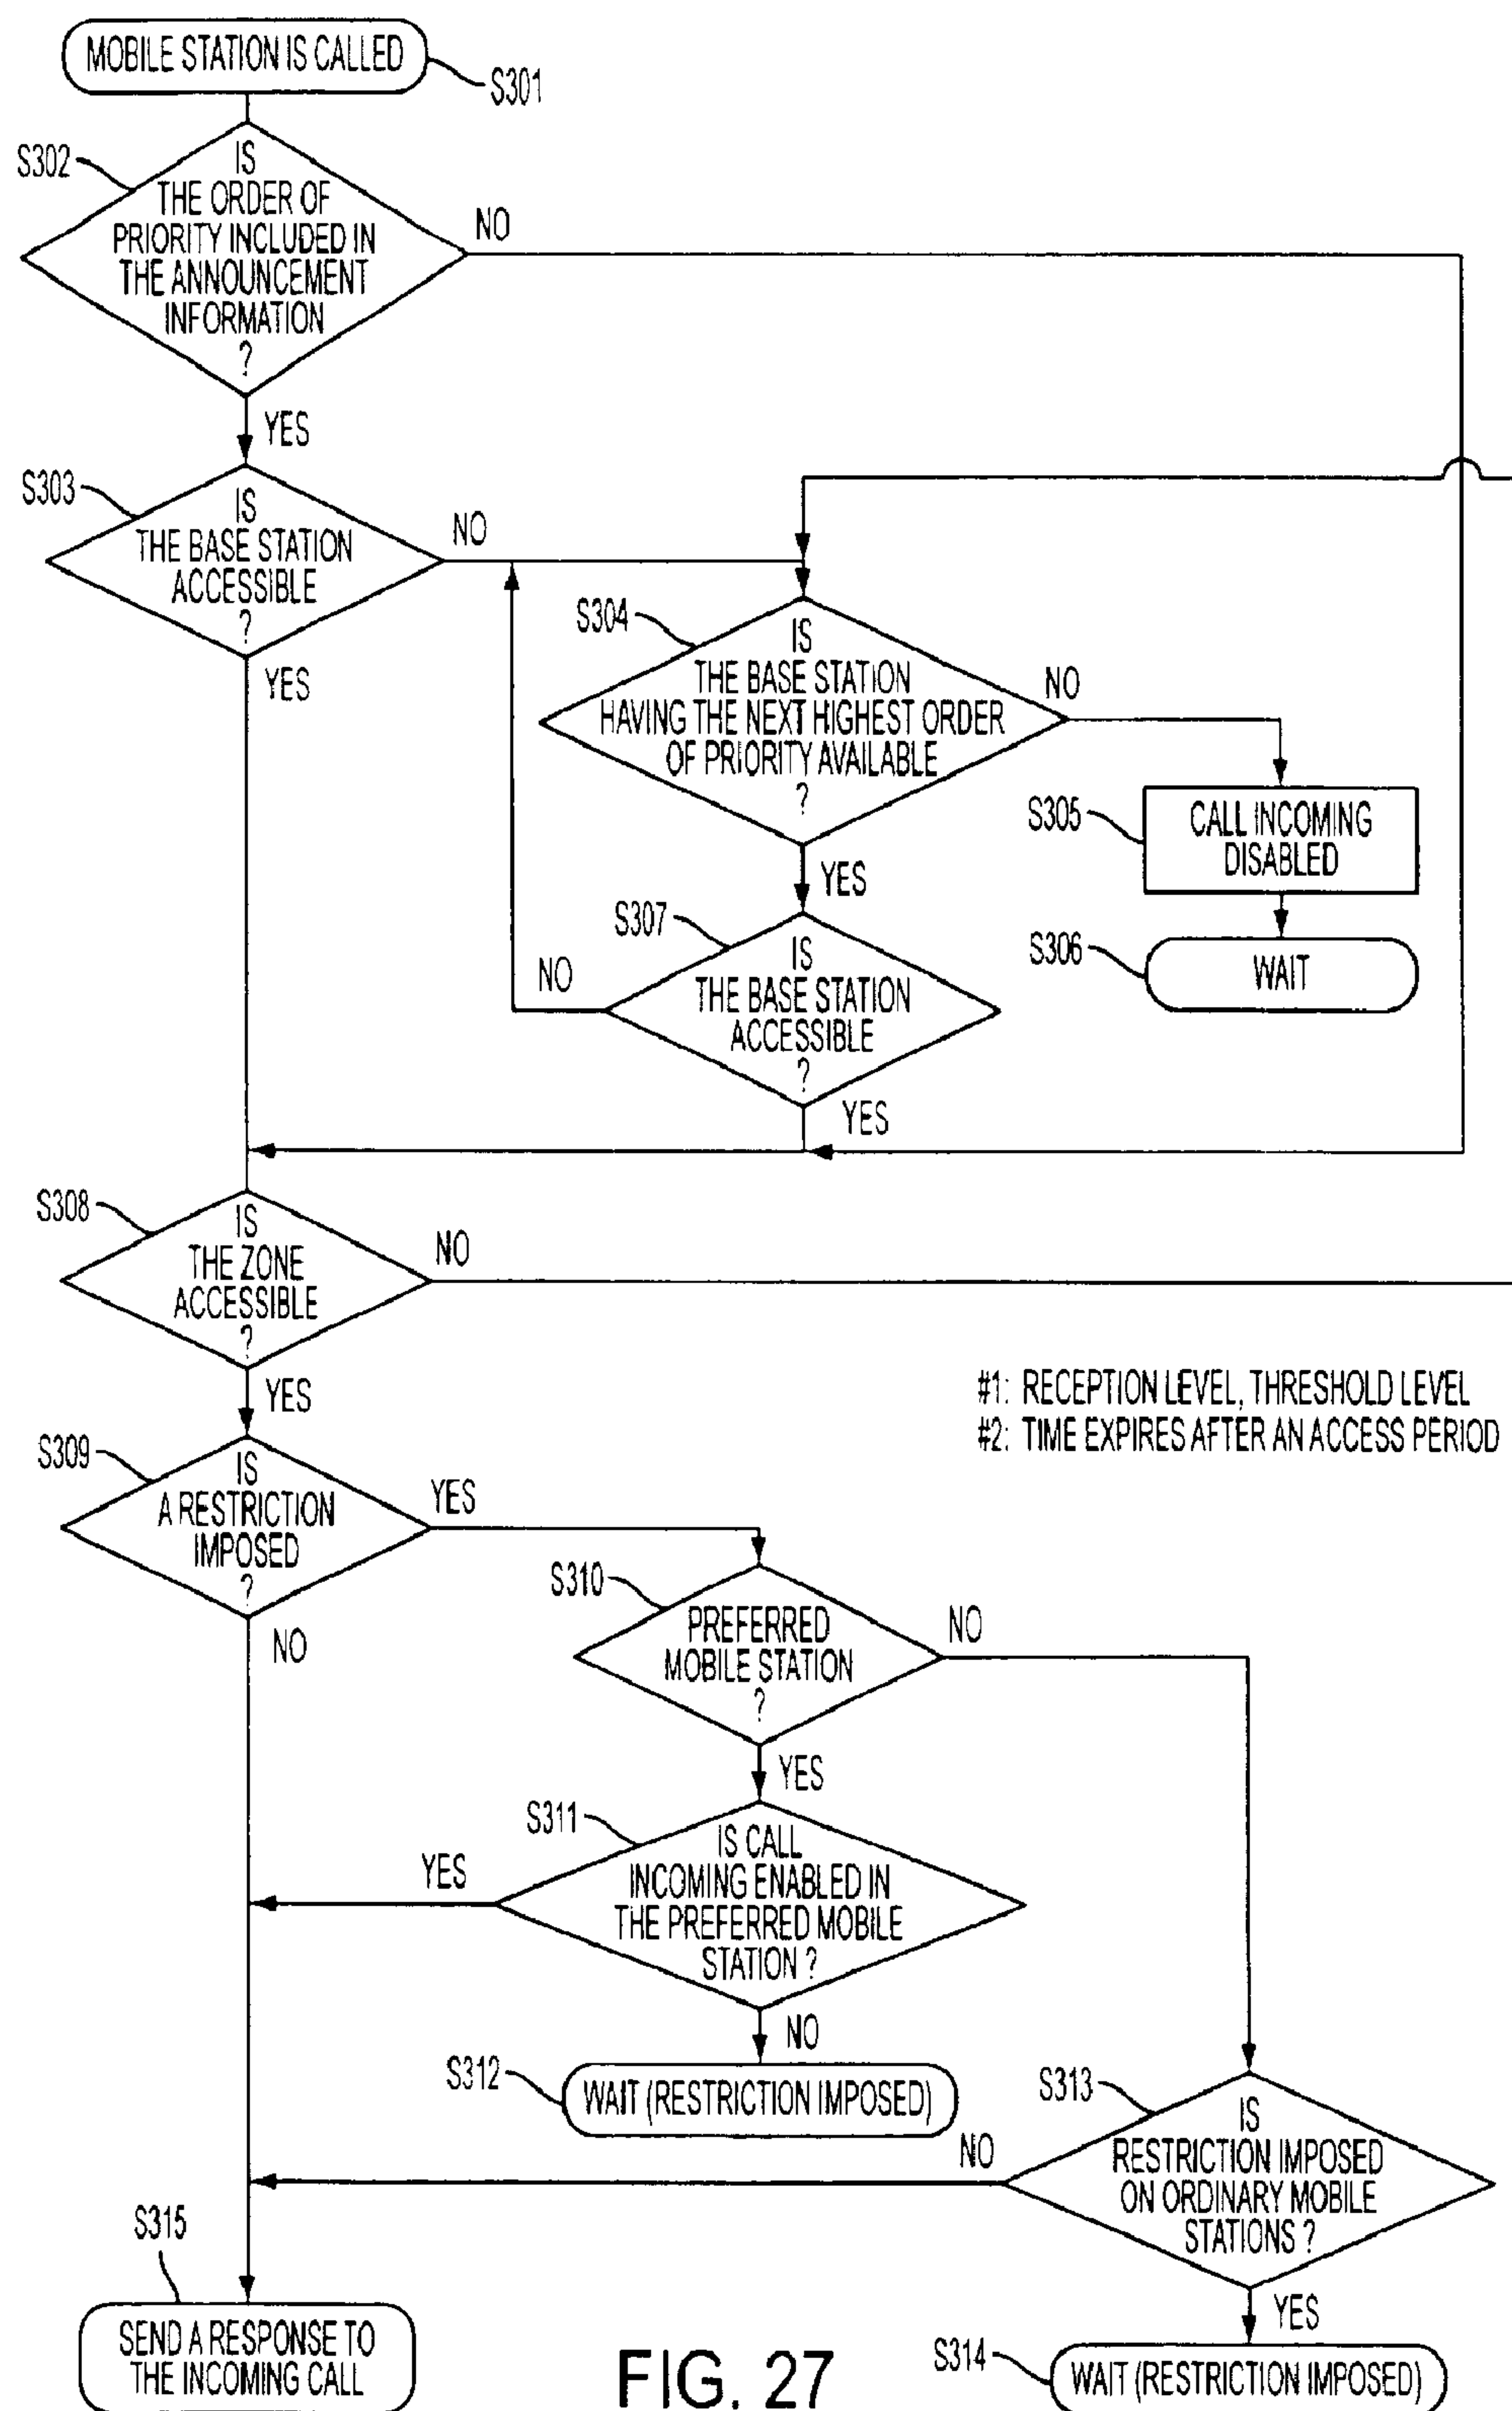 MOBILE STATION IS CALLED
S301
S302
IS
THE ORDER OF
PRIORITY INCLUDED IN
THE ANNOUNCEMENT
INFORMATION
?
NO
YES
S303
IS
THE BASE STATION
ACCESSIBLE
?
NO
YES
S304
IS
THE BASE STATION
HAVING THE NEXT HIGHEST ORDER
OF PRIORITY AVAILABLE
?
NO
YES
S305
CALL INCOMING
DISABLED
S306
WAIT
S307
IS
THE BASE STATION
ACCESSIBLE
?
NO
YES
S308
IS
THE ZONE
ACCESSIBLE
?
NO
YES
#1: RECEPTION LEVEL, THRESHOLD LEVEL
#2: TIME EXPIRES AFTER AN ACCESS PERIOD
S309
IS
A RESTRICTION
IMPOSED
?
YES
NO
S310
PREFERRED
MOBILE STATION
?
NO
YES
S311
IS CALL
INCOMING ENABLED IN
THE PREFERRED MOBILE
STATION ?
YES
NO
S312
WAIT (RESTRICTION IMPOSED)
S313
IS
RESTRICTION IMPOSED
ON ORDINARY MOBILE
STATIONS ?
NO
YES
S314
WAIT (RESTRICTION IMPOSED)
S315
SEND A RESPONSE TO
THE INCOMING CALL
FIG. 27